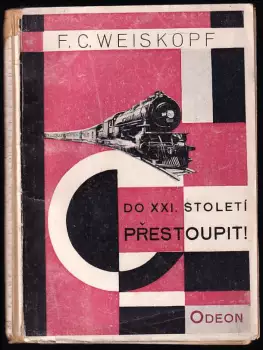 F. C. WEISKOPF
DO XXI. STOLETÍ
PŘESTOUPIT!
ODEON